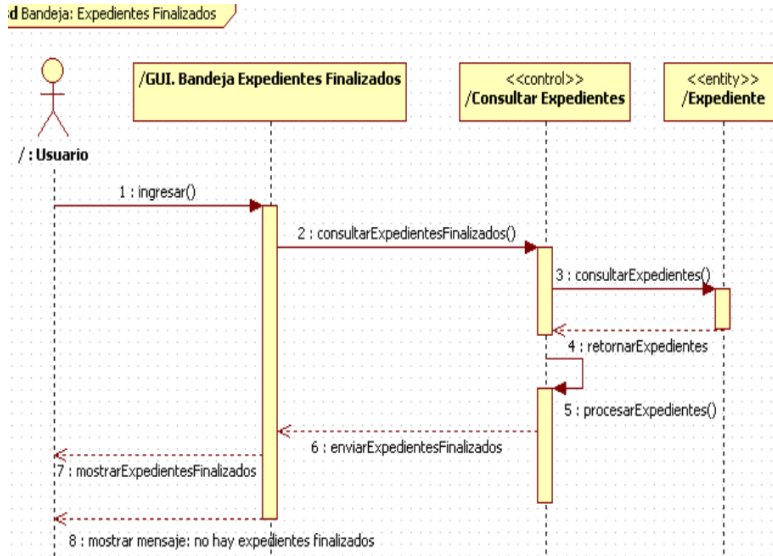 sd Bandeja: Expedientes Finalizados
/GUI. Bandeja Expedientes Finalizados
<<control>>
/Consultar Expedientes
<<entity>>
/Expediente
/ : Usuario
1 : ingresar()
2 : consultarExpedientesFinalizados()
3 : consultarExpedientes()
4 : retornarExpedientes
5 : procesarExpedientes()
6 : enviarExpedientesFinalizados
7 : mostrarExpedientesFinalizados
8 : mostrar mensaje: no hay expedientes finalizados